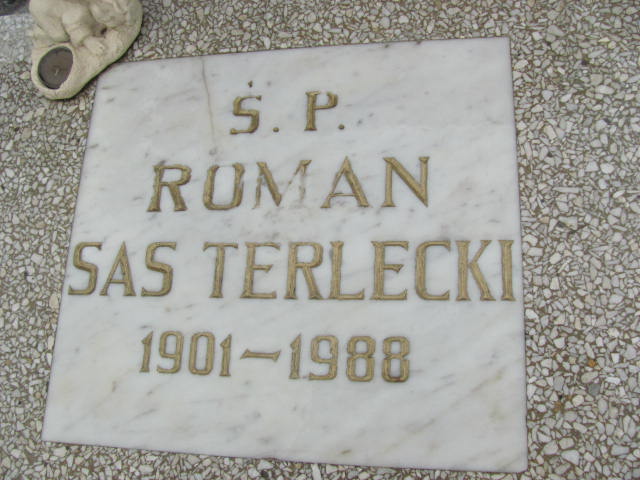 Ś. P.
ROMAN
SAS TERLECKI
1901-1988